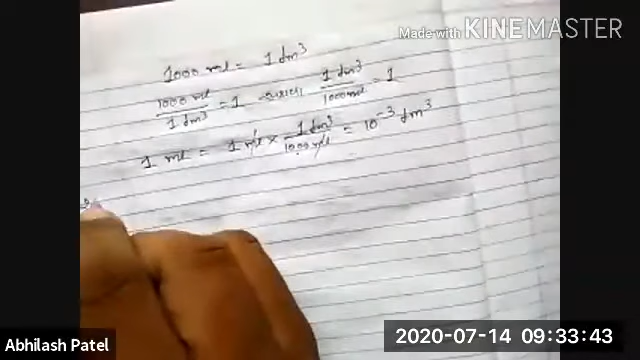 Made with KINEMASTER
1000 ml = 1 dm³
1000 ml / 1 dm³ = 1 अथवा 1 dm³ / 1000 ml = 1
1 ml = 1 ml × 1 dm³ / 1000 ml = 10⁻³ dm³
Abhilash Patel
2020-07-14 09:33:43